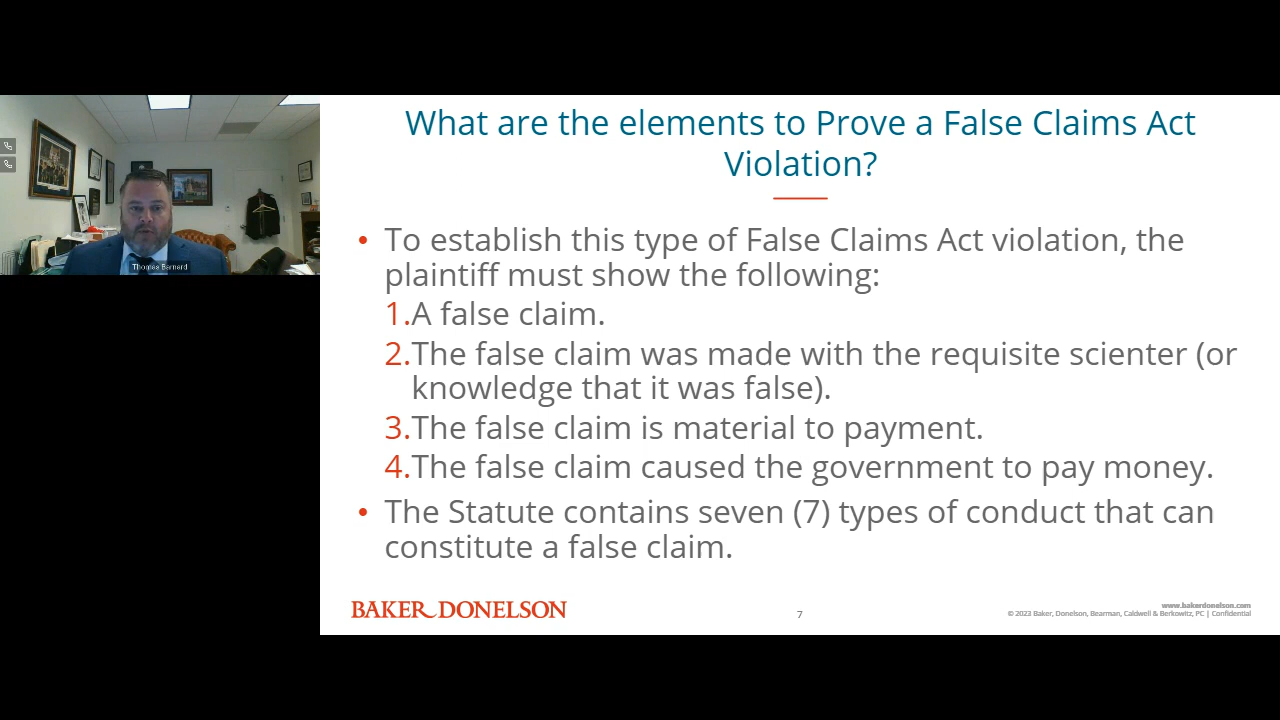 What are the elements to Prove a False Claims Act
Violation?
• To establish this type of False Claims Act violation, the
plaintiff must show the following:
1.A false claim.
2.The false claim was made with the requisite scienter (or
knowledge that it was false).
3.The false claim is material to payment.
4.The false claim caused the government to pay money.
• The Statute contains seven (7) types of conduct that can
constitute a false claim.
Thomas Barnard
BAKER DONELSON
7
www.bakerdonelson.com
© 2023 Baker, Donelson, Bearman, Caldwell & Berkowitz, PC | Confidential